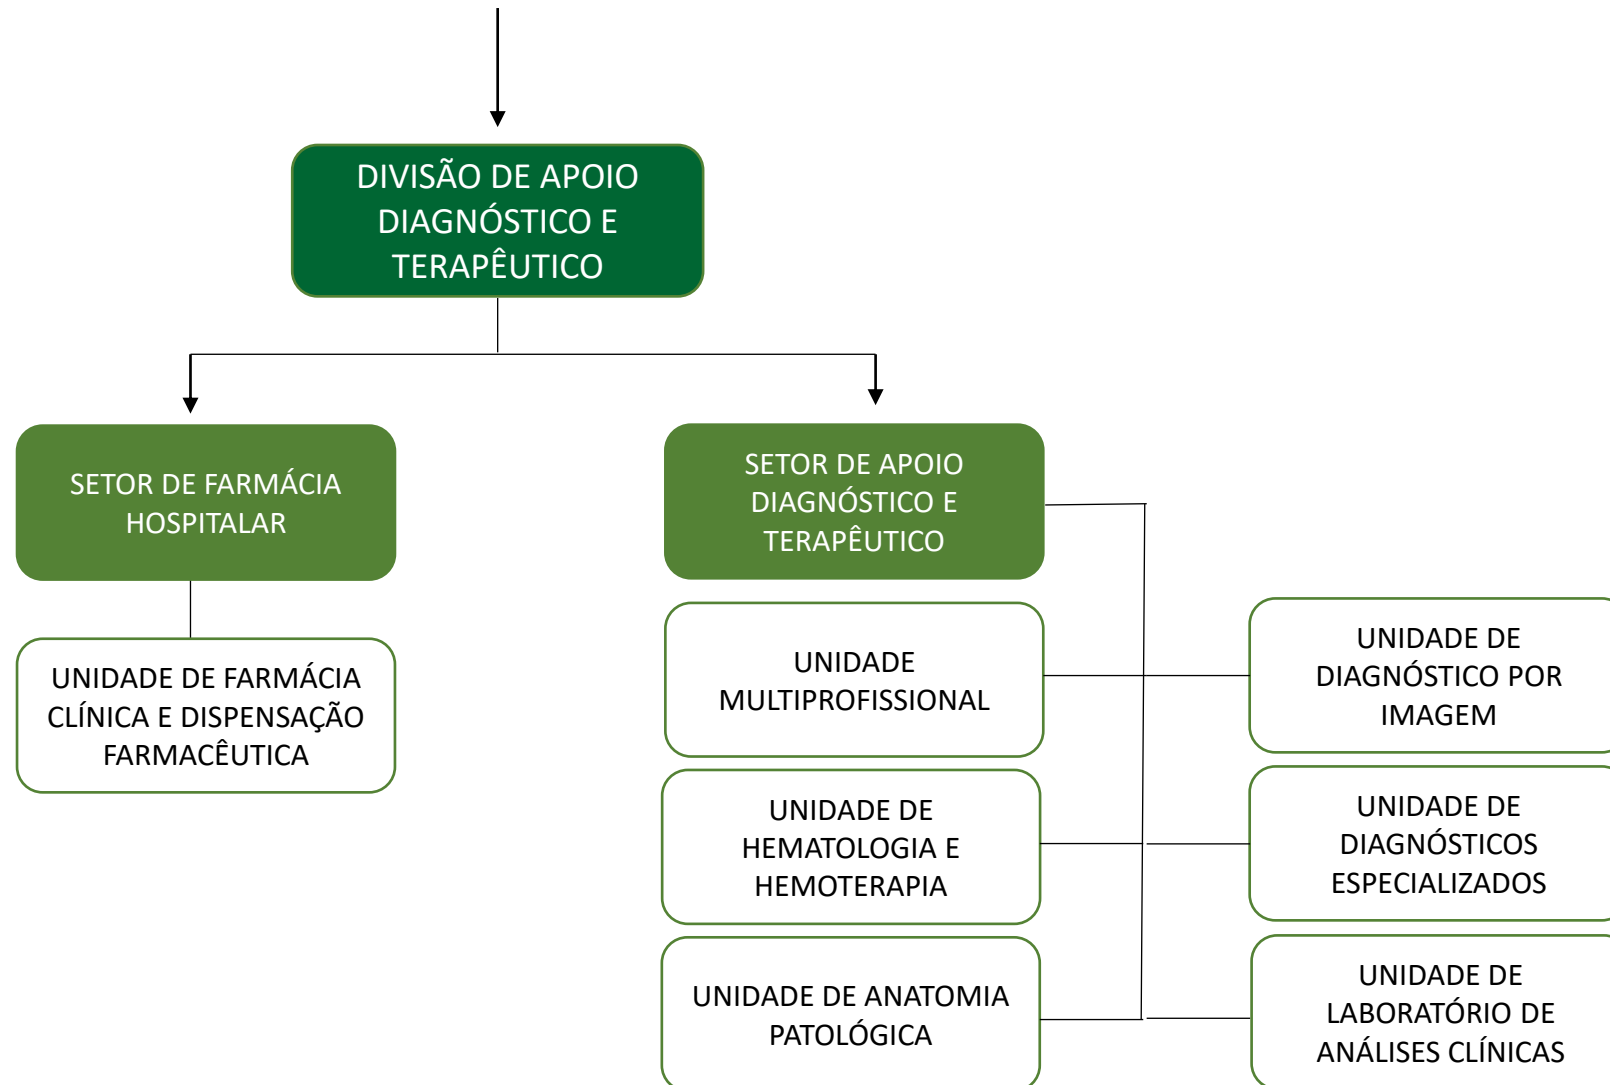 DIVISÃO DE APOIO
DIAGNÓSTICO E
TERAPÊUTICO
SETOR DE FARMÁCIA
HOSPITALAR
UNIDADE DE FARMÁCIA
CLÍNICA E DISPENSAÇÃO
FARMACÊUTICA
SETOR DE APOIO
DIAGNÓSTICO E
TERAPÊUTICO
UNIDADE
MULTIPROFISSIONAL
UNIDADE DE
HEMATOLOGIA E
HEMOTERAPIA
UNIDADE DE ANATOMIA
PATOLÓGICA
UNIDADE DE
DIAGNÓSTICO POR
IMAGEM
UNIDADE DE
DIAGNÓSTICOS
ESPECIALIZADOS
UNIDADE DE
LABORATÓRIO DE
ANÁLISES CLÍNICAS